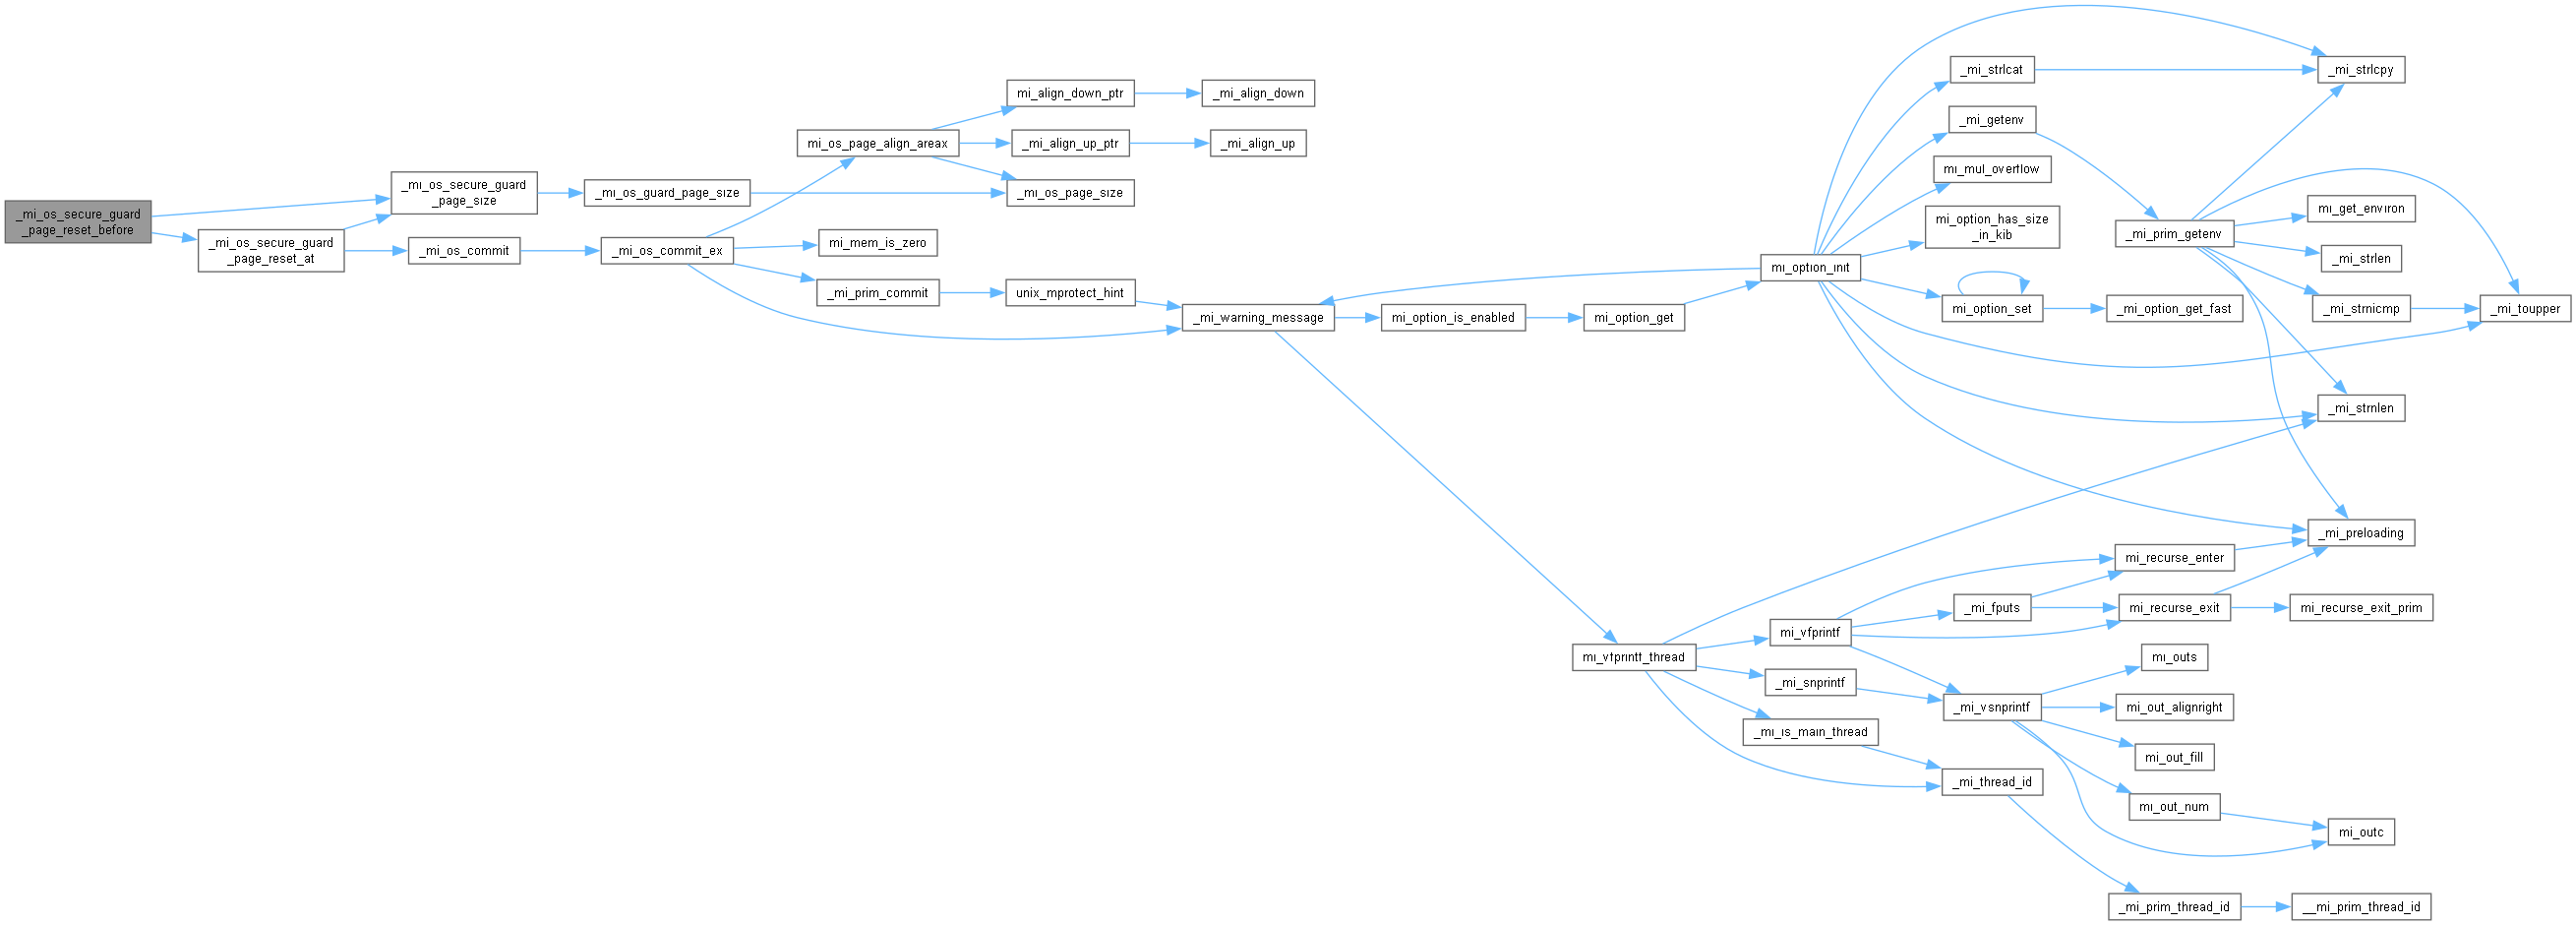 _mi_os_secure_guard
_page_reset_before
_mi_os_secure_guard
_page_size
_mi_os_secure_guard
_page_reset_at
_mi_os_guard_page_size
_mi_os_commit
_mi_os_commit_ex
mi_os_page_align_areax
mi_mem_is_zero
_mi_prim_commit
mi_align_down_ptr
_mi_align_up_ptr
_mi_os_page_size
unix_mprotect_hint
_mi_align_down
_mi_align_up
_mi_warning_message
mi_option_is_enabled
mi_option_get
mi_vfprintf_thread
mi_option_init
mi_vfprintf
_mi_snprintf
_mi_is_main_thread
_mi_strlcat
_mi_getenv
mi_mul_overflow
mi_option_has_size
_in_kib
mi_option_set
_mi_fputs
_mi_vsnprintf
_mi_thread_id
_mi_prim_getenv
_mi_option_get_fast
mi_recurse_enter
mi_recurse_exit
mi_outs
mi_out_alignright
mi_out_fill
mi_out_num
_mi_prim_thread_id
_mi_strlcpy
mi_get_environ
_mi_strlen
_mi_strnicmp
_mi_toupper
_mi_strnlen
_mi_preloading
mi_recurse_exit_prim
mi_outc
__mi_prim_thread_id